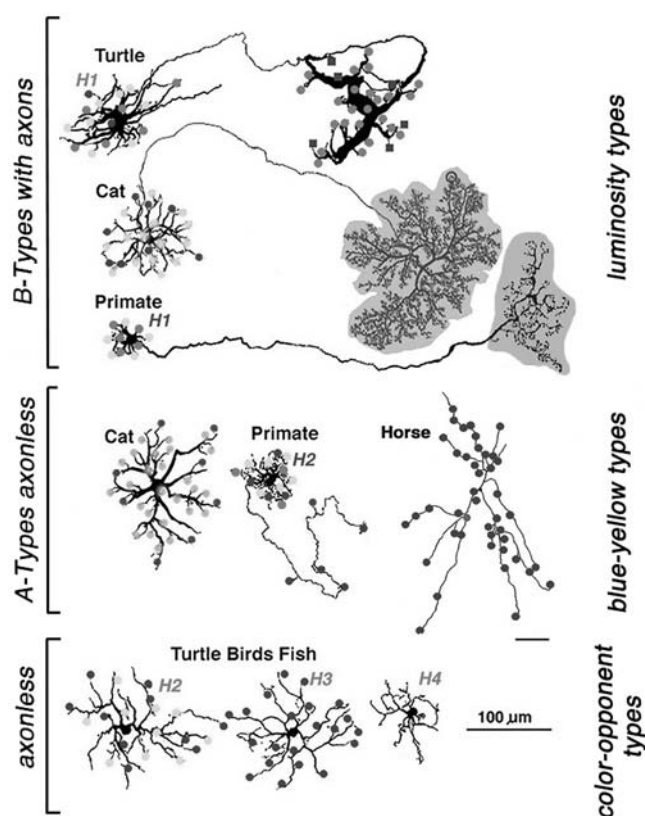 B-Types with axons
Turtle
H1
Cat
Primate
H1
luminosity types
A-Types axonless
Cat
Primate
H2
Horse
blue-yellow types
axonless
Turtle Birds Fish
H2
H3
H4
100 µm
color-opponent
types